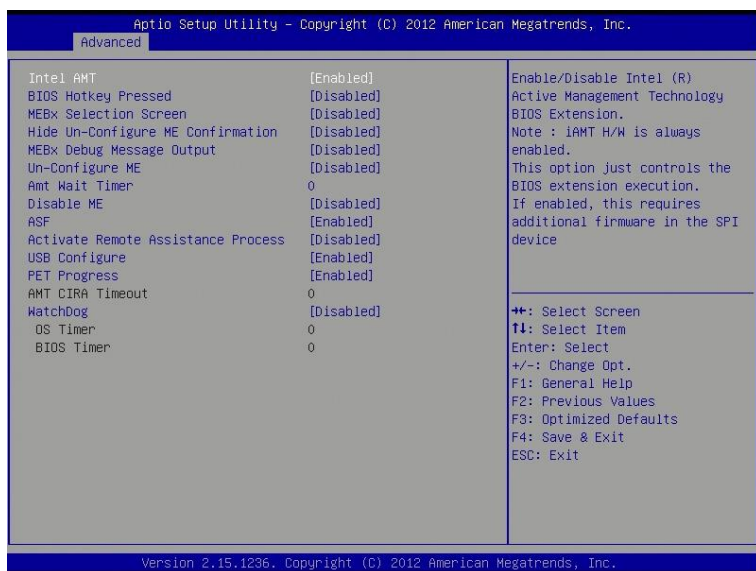 Aptio Setup Utility – Copyright (C) 2012 American Megatrends, Inc.
Advanced
Intel AMT [Enabled]
BIOS Hotkey Pressed [Disabled]
MEBx Selection Screen [Disabled]
Hide Un-Configure ME Confirmation [Disabled]
MEBx Debug Message Output [Disabled]
Un-Configure ME [Disabled]
Amt Wait Timer 0
Disable ME [Disabled]
ASF [Enabled]
Activate Remote Assistance Process [Disabled]
USB Configure [Enabled]
PET Progress [Enabled]
AMT CIRA Timeout 0
WatchDog [Disabled]
OS Timer 0
BIOS Timer 0
Enable/Disable Intel (R)
Active Management Technology
BIOS Extension.
Note : iAMT H/W is always
enabled.
This option just controls the
BIOS extension execution.
If enabled, this requires
additional firmware in the SPI
device
→←: Select Screen
↑↓: Select Item
Enter: Select
+/-: Change Opt.
F1: General Help
F2: Previous Values
F3: Optimized Defaults
F4: Save & Exit
ESC: Exit
Version 2.15.1236. Copyright (C) 2012 American Megatrends, Inc.